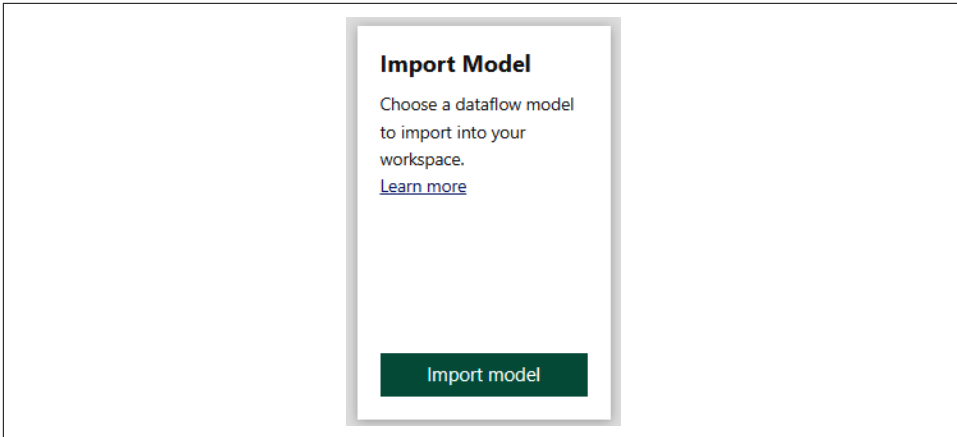 Import Model
Choose a dataflow model
to import into your
workspace.
Learn more
Import model